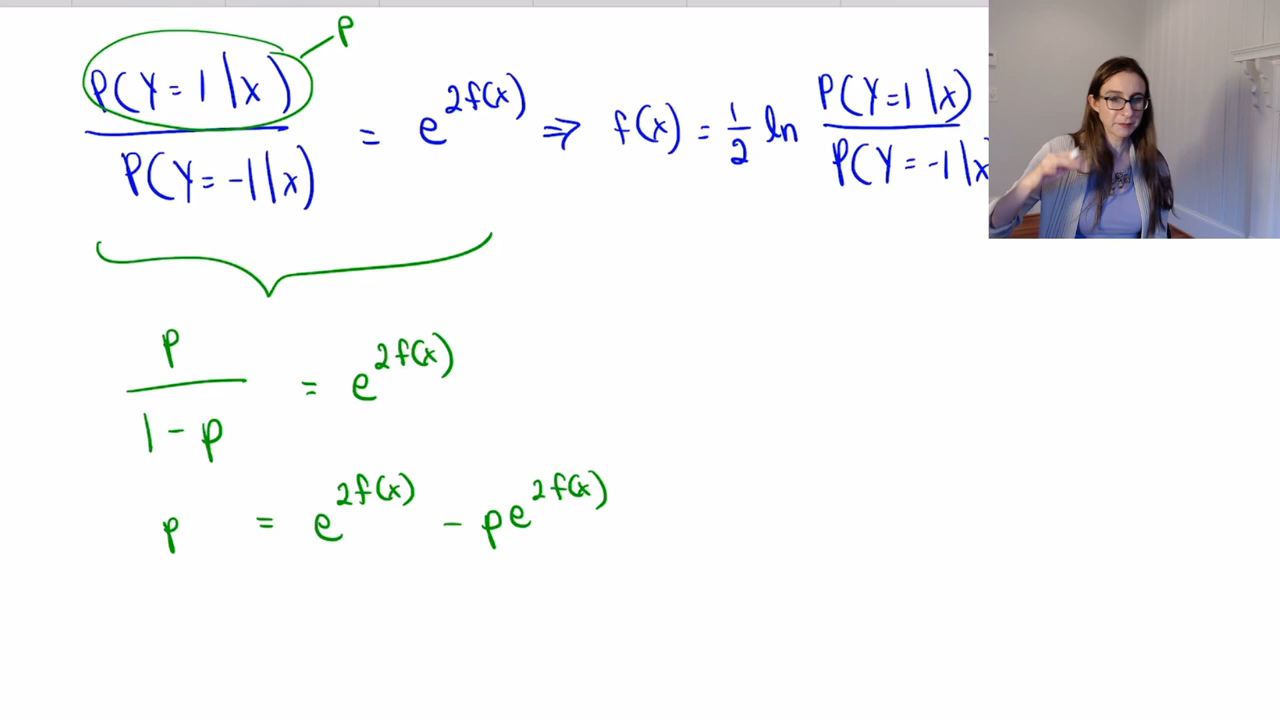 p
P(Y=1|x) / P(Y=-1|x) = e^{2f(x)} ⇒ f(x) = 1/2 ln P(Y=1|x) / P(Y=-1|x
p / 1-p = e^{2f(x)}
p = e^{2f(x)} - pe^{2f(x)}